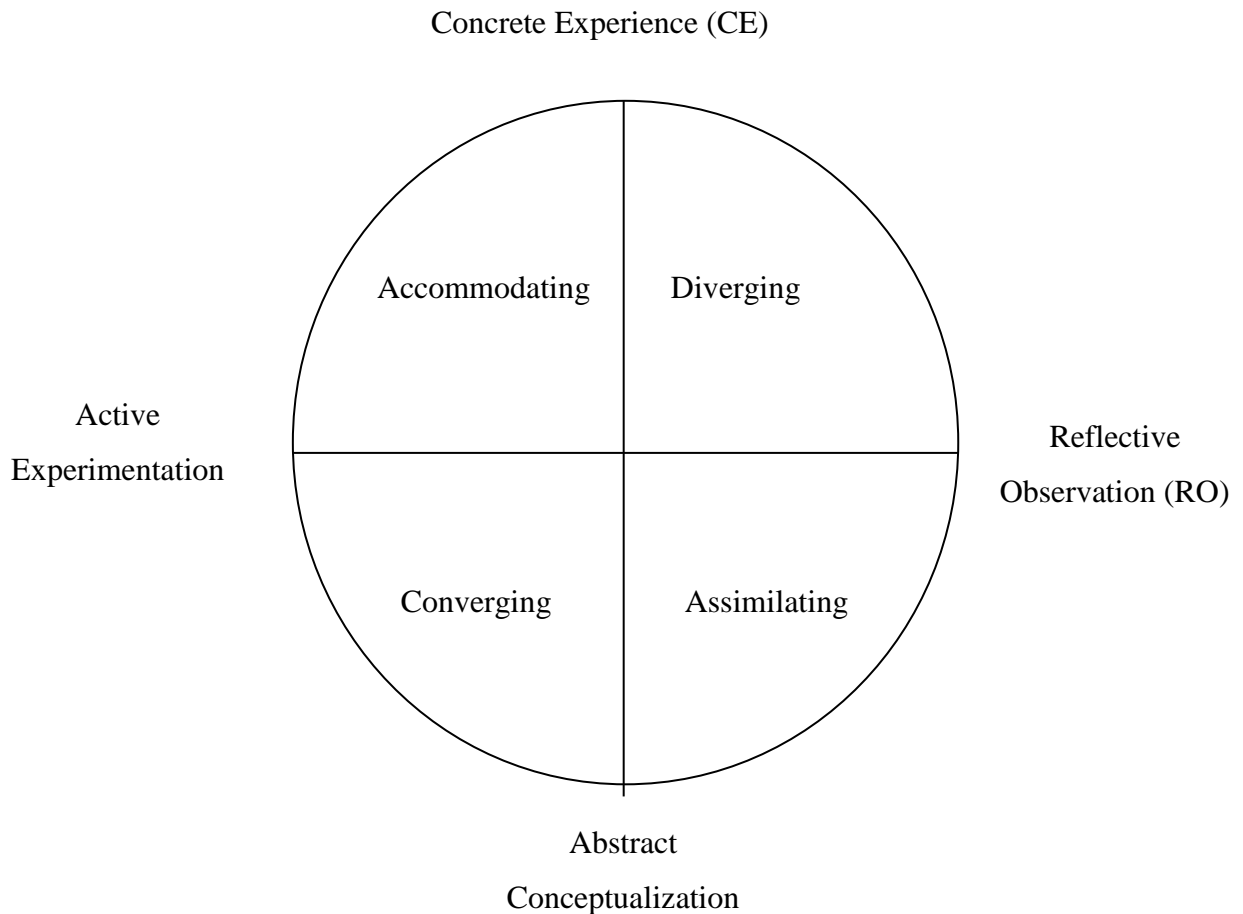 Concrete Experience (CE)
Accommodating
Diverging
Active
Experimentation
Reflective
Observation (RO)
Converging
Assimilating
Abstract
Conceptualization